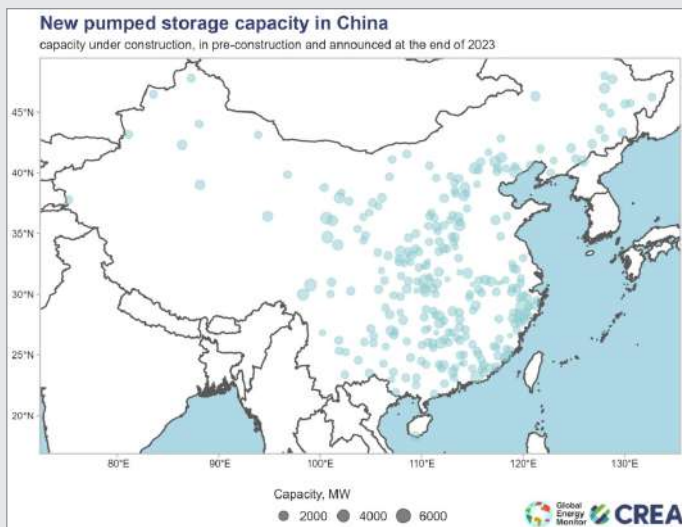 New pumped storage capacity in China
capacity under construction, in pre-construction and announced at the end of 2023
45°N
40°N
35°N
30°N
25°N
20°N
80°E
90°E
100°E
110°E
120°E
130°E
Capacity, MW
2000
4000
6000
Global
Energy
Monitor
CREA